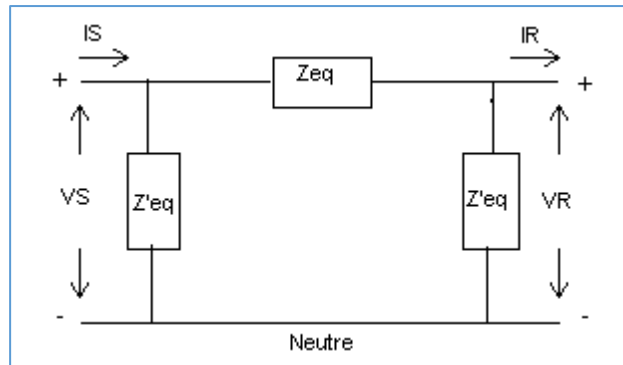 IS
IR
+
Zeq
+
VS
Z'eq
Z'eq
VR
-
-
Neutre